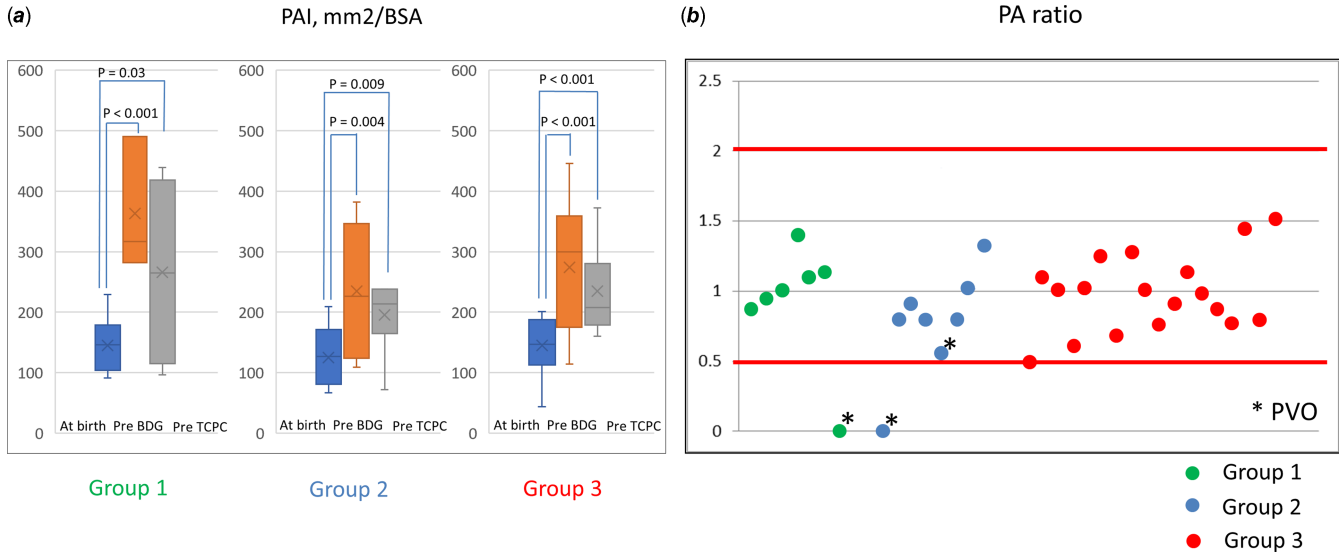 (a)
PAI, mm2/BSA
600
500
400
300
200
100
0
P = 0.03
P < 0.001
At birth Pre BDG Pre TCPC
Group 1
600
500
400
300
200
100
0
P = 0.009
P = 0.004
At birth Pre BDG Pre TCPC
Group 2
600
500
400
300
200
100
0
P < 0.001
P < 0.001
At birth Pre BDG Pre TCPC
Group 3
(b)
PA ratio
2.5
2
1.5
1
0.5
0
*
*
*
* PVO
Group 1
Group 2
Group 3